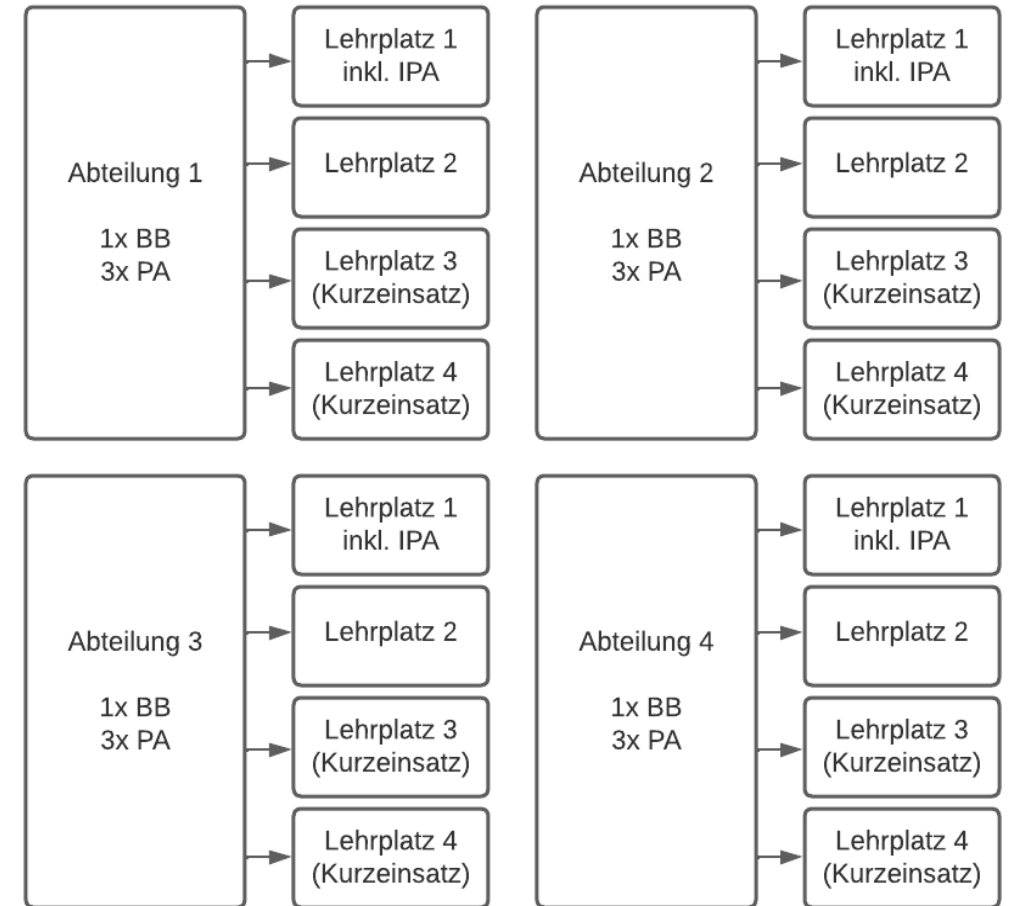 Abteilung 1
1x BB
3x PA
Lehrplatz 1
inkl. IPA
Lehrplatz 2
Lehrplatz 3
(Kurzeinsatz)
Lehrplatz 4
(Kurzeinsatz)
Abteilung 2
1x BB
3x PA
Lehrplatz 1
inkl. IPA
Lehrplatz 2
Lehrplatz 3
(Kurzeinsatz)
Lehrplatz 4
(Kurzeinsatz)
Abteilung 3
1x BB
3x PA
Lehrplatz 1
inkl. IPA
Lehrplatz 2
Lehrplatz 3
(Kurzeinsatz)
Lehrplatz 4
(Kurzeinsatz)
Abteilung 4
1x BB
3x PA
Lehrplatz 1
inkl. IPA
Lehrplatz 2
Lehrplatz 3
(Kurzeinsatz)
Lehrplatz 4
(Kurzeinsatz)